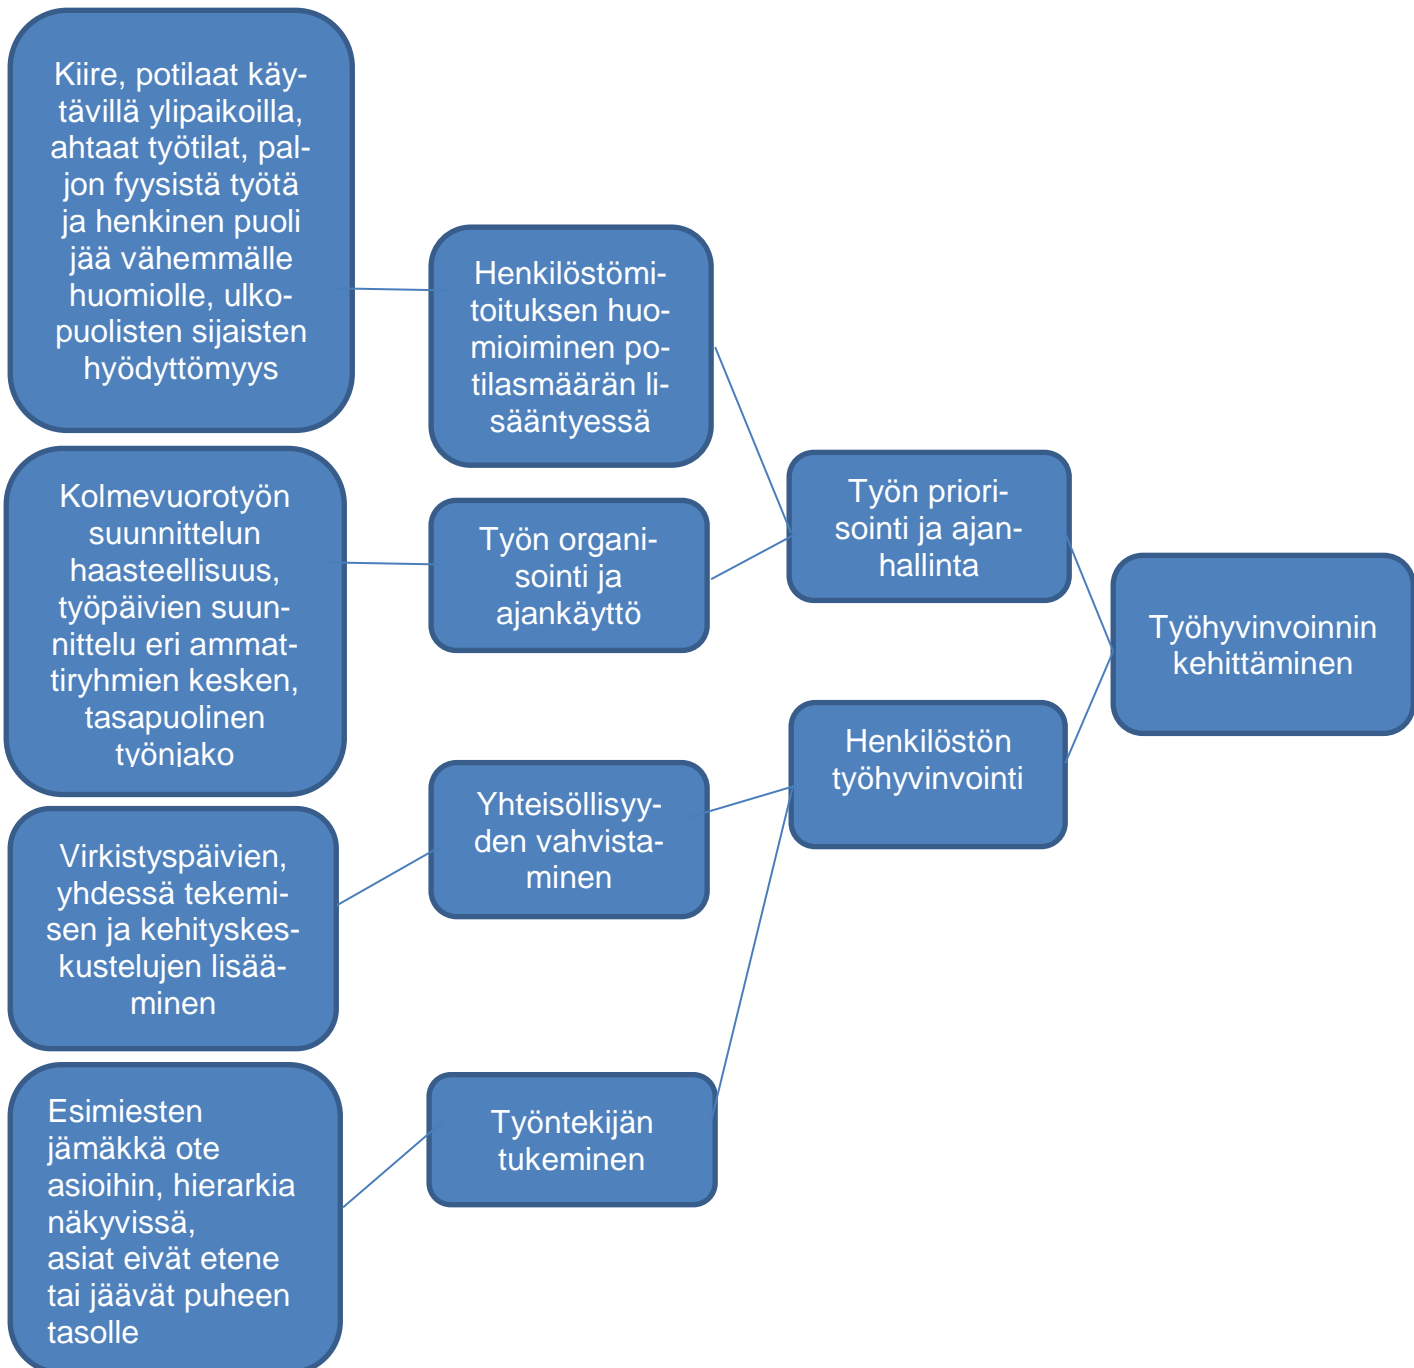 Kiire, potilaat käy-
tävillä ylipaikoilla,
ahtaat työtilat, pal-
jon fyysistä työtä
ja henkinen puoli
jää vähemmälle
huomiolle, ulko-
puolisten sijaisten
hyödyttömyys
Kolmevuorotyön
suunnittelun
haasteellisuus,
työpäivien suun-
nittelu eri ammat-
tiryhmien kesken,
tasapuolinen
työnjako
Virkistyspäivien,
yhdessä tekemi-
sen ja kehityskes-
kustelujen lisää-
minen
Esimiesten
jämäkkä ote
asioihin, hierarkia
näkyvissä,
asiat eivät etene
tai jäävät puheen
tasolle
Henkilöstömi-
toituksen huo-
mioiminen po-
tilasmäärän li-
sääntyessä
Työn organi-
sointi ja
ajankäyttö
Yhteisöllisyy-
den vahvista-
minen
Työntekijän
tukeminen
Työn priori-
sointi ja ajan-
hallinta
Henkilöstön
työhyvinvointi
Työhyvinvoinnin
kehittäminen